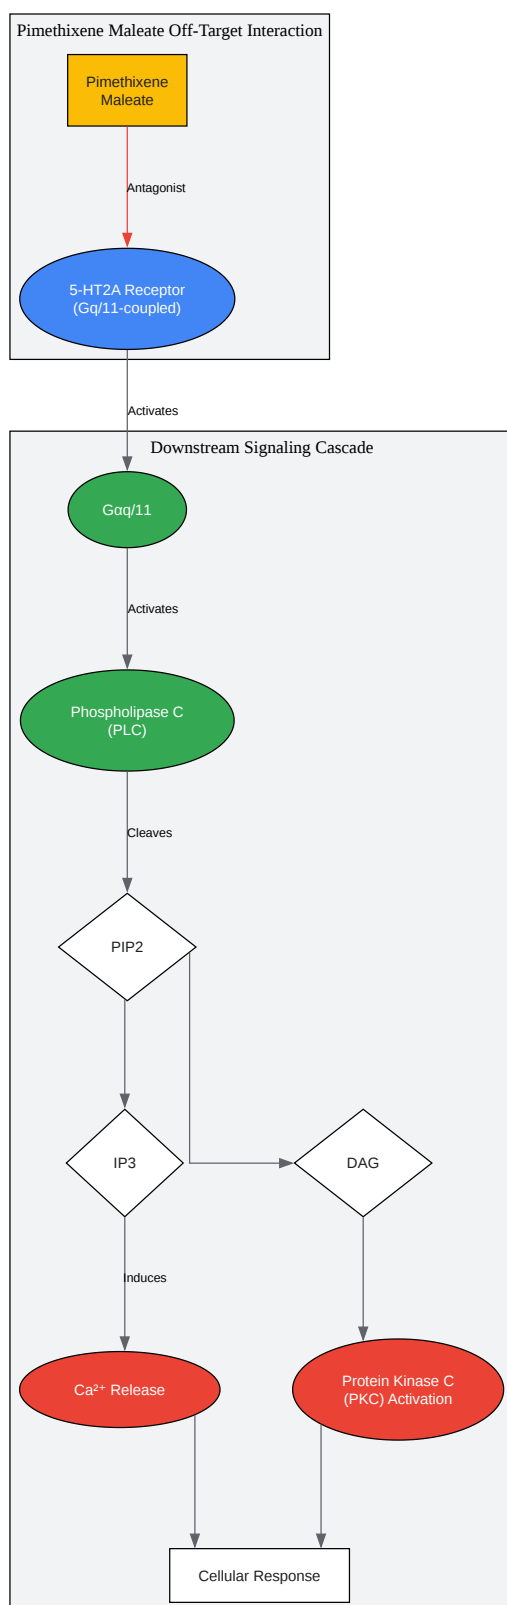 Pimethixene Maleate Off-Target Interaction
Pimethixene
Maleate
Antagonist
5-HT2A Receptor
(Gq/11-coupled)
Activates
Downstream Signaling Cascade
Gαq/11
Activates
Phospholipase C
(PLC)
Cleaves
PIP2
IP3
DAG
Induces
Ca²⁺ Release
Protein Kinase C
(PKC) Activation
Cellular Response